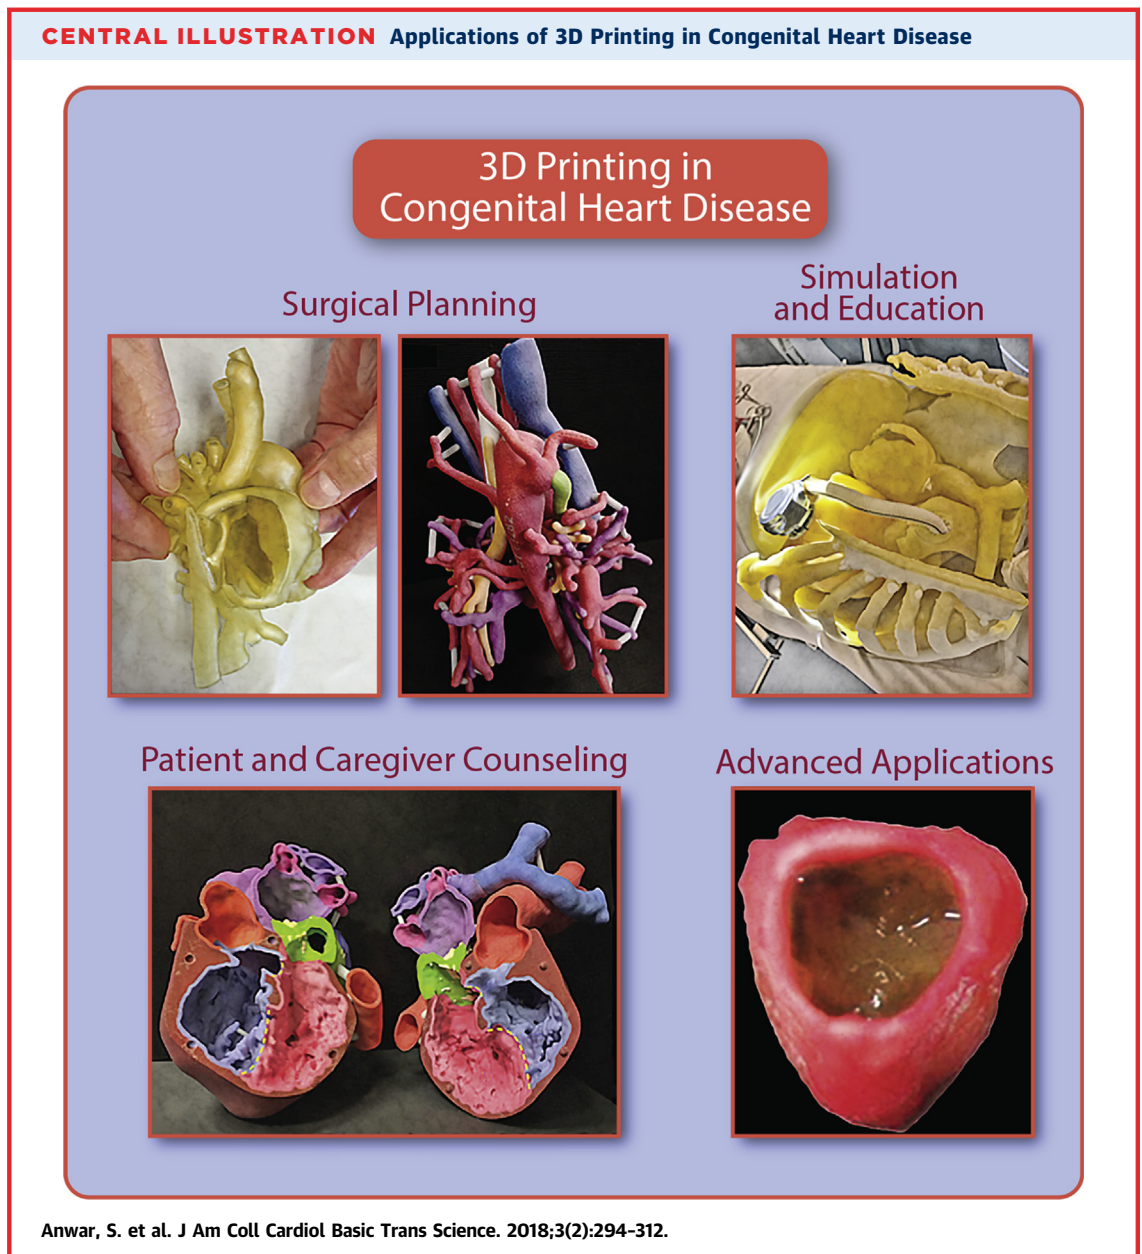 CENTRAL ILLUSTRATION Applications of 3D Printing in Congenital Heart Disease
3D Printing in
Congenital Heart Disease
Surgical Planning
Simulation
and Education
Patient and Caregiver Counseling
Advanced Applications
Anwar, S. et al. J Am Coll Cardiol Basic Trans Science. 2018;3(2):294–312.